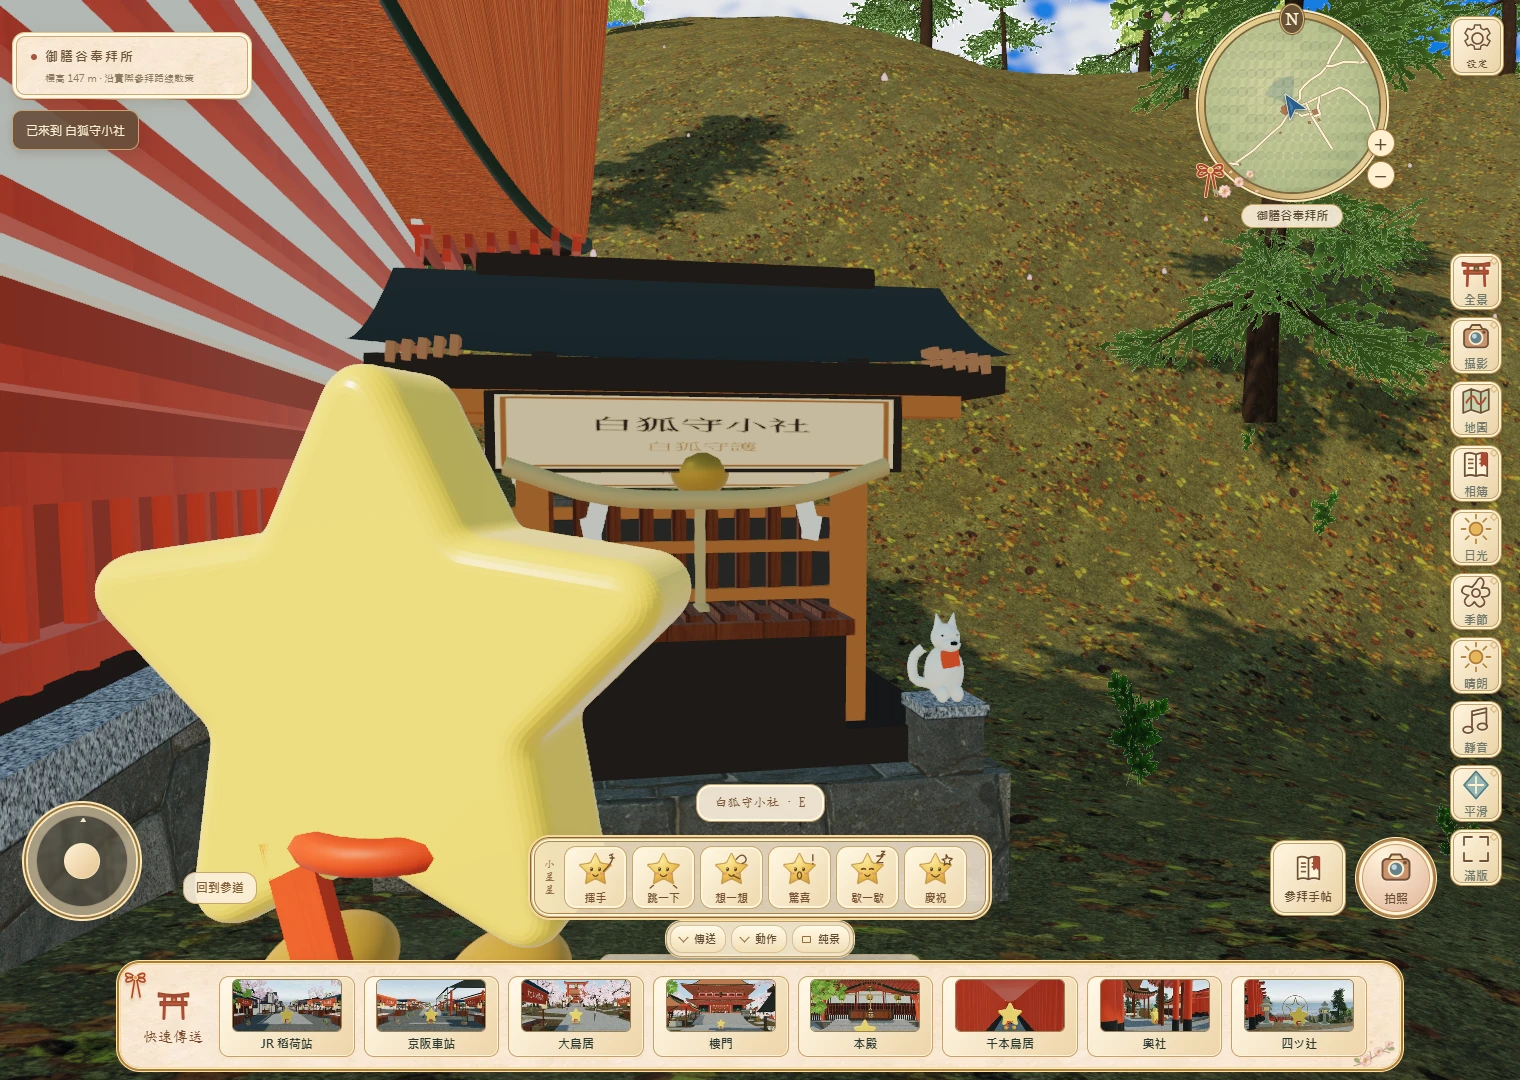 御膳谷奉拜所
標高 147 m · 沿實際參拜路線散策
已來到 白狐守小社
N
設定
+
−
御膳谷奉拜所
全景
攝影
地圖
相簿
日光
季節
晴朗
靜音
平滑
滿版
白狐守小社
白狐守護
白狐守小社 · E
小星星
揮手
跳一下
想一想
驚喜
歇一歇
慶祝
回到參道
參拜手帖
拍照
傳送
動作
純景
快速傳送
JR 稻荷站
京阪車站
大鳥居
樓門
本殿
千本鳥居
奧社
四ツ辻